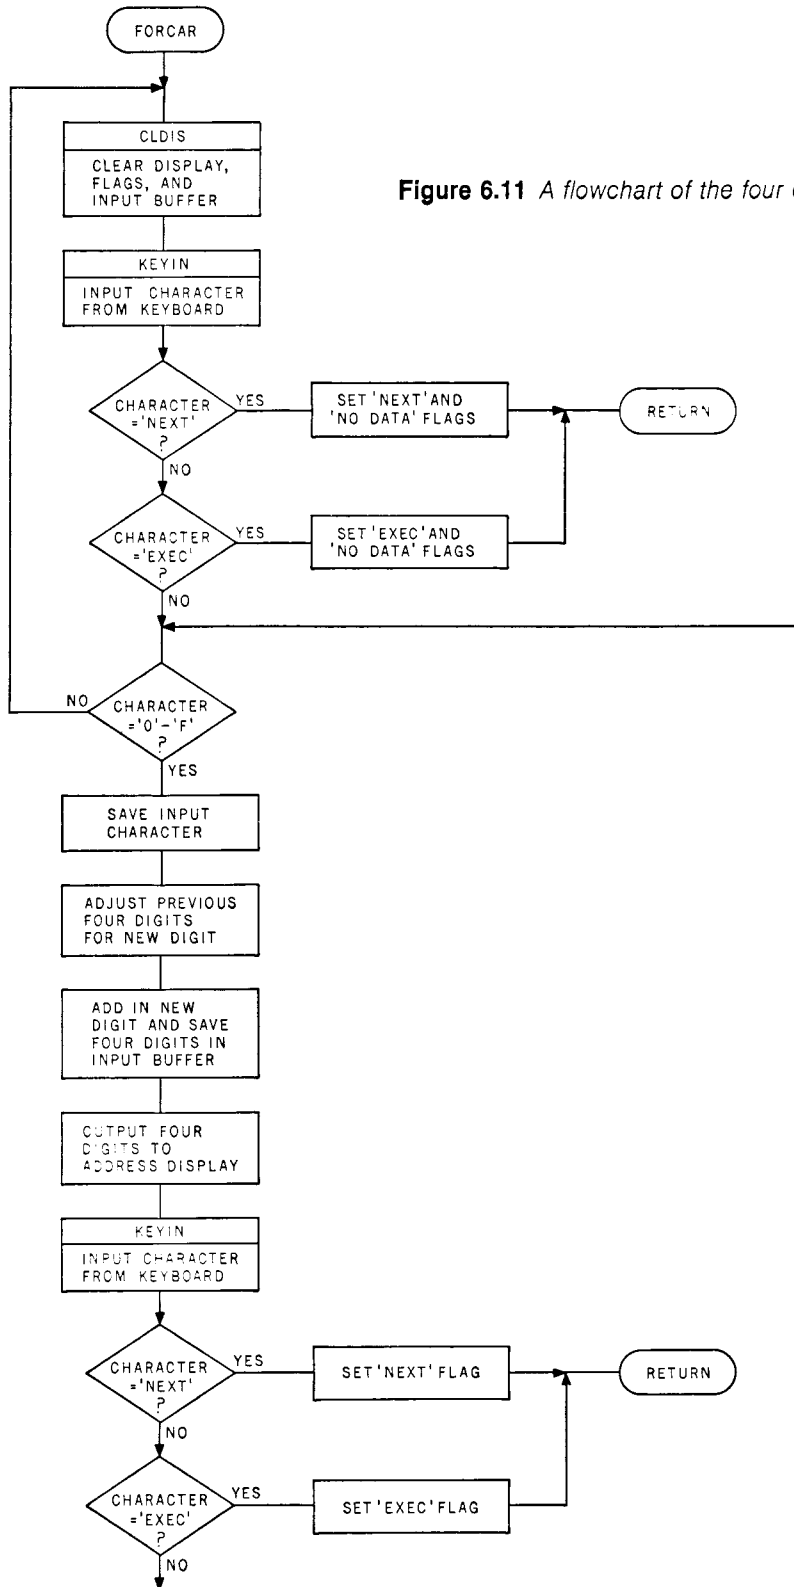 FORCAR
CLDIS
CLEAR DISPLAY,
FLAGS, AND
INPUT BUFFER
Figure 6.11 A flowchart of the four
KEYIN
INPUT CHARACTER
FROM KEYBOARD
CHARACTER
='NEXT'
?
YES
SET 'NEXT' AND
'NO DATA' FLAGS
RETURN
NO
CHARACTER
='EXEC'
?
YES
SET 'EXEC' AND
'NO DATA' FLAGS
NO
NO
CHARACTER
='0'-'F'
?
YES
SAVE INPUT
CHARACTER
ADJUST PREVIOUS
FOUR DIGITS
FOR NEW DIGIT
ADD IN NEW
DIGIT AND SAVE
FOUR DIGITS IN
INPUT BUFFER
OUTPUT FOUR
DIGITS TO
ADDRESS DISPLAY
KEYIN
INPUT CHARACTER
FROM KEYBOARD
CHARACTER
='NEXT'
?
YES
SET 'NEXT' FLAG
RETURN
NO
CHARACTER
='EXEC'
?
YES
SET 'EXEC' FLAG
NO